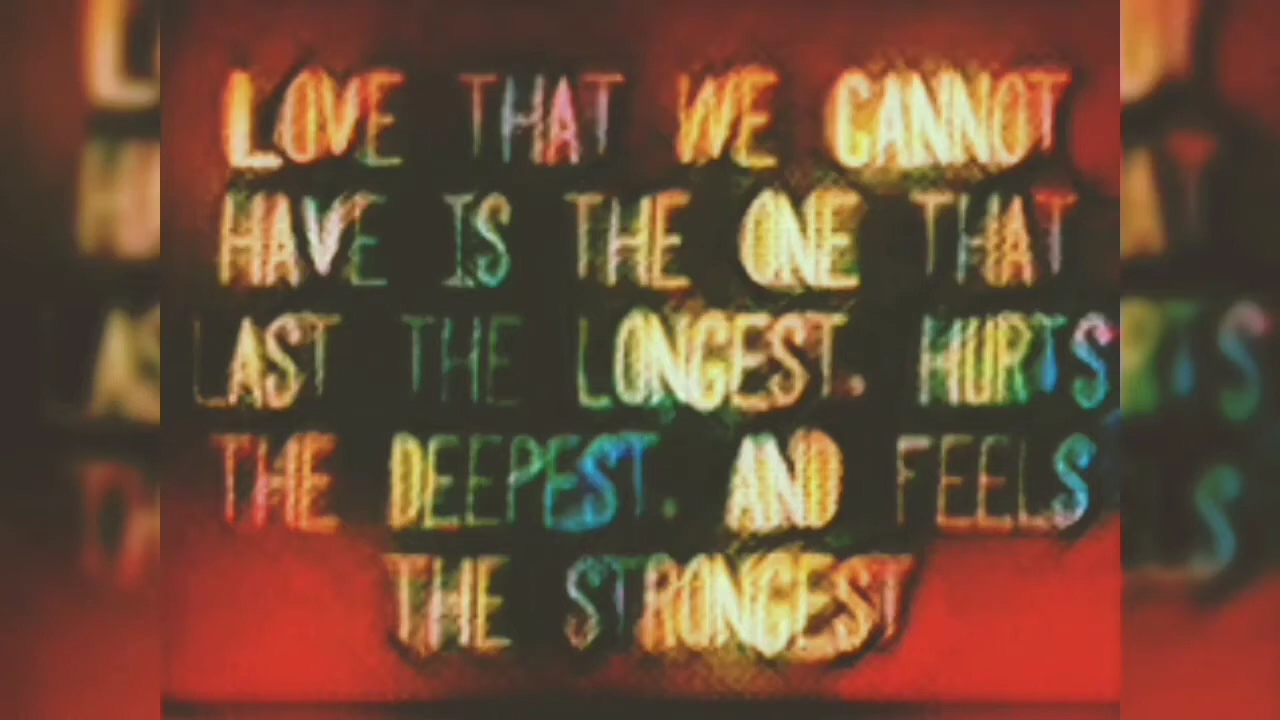 LOVE THAT WE CANNOT
HAVE IS THE ONE THAT
LAST THE LONGEST. HURTS
THE DEEPEST. AND FEELS
THE STRONGEST